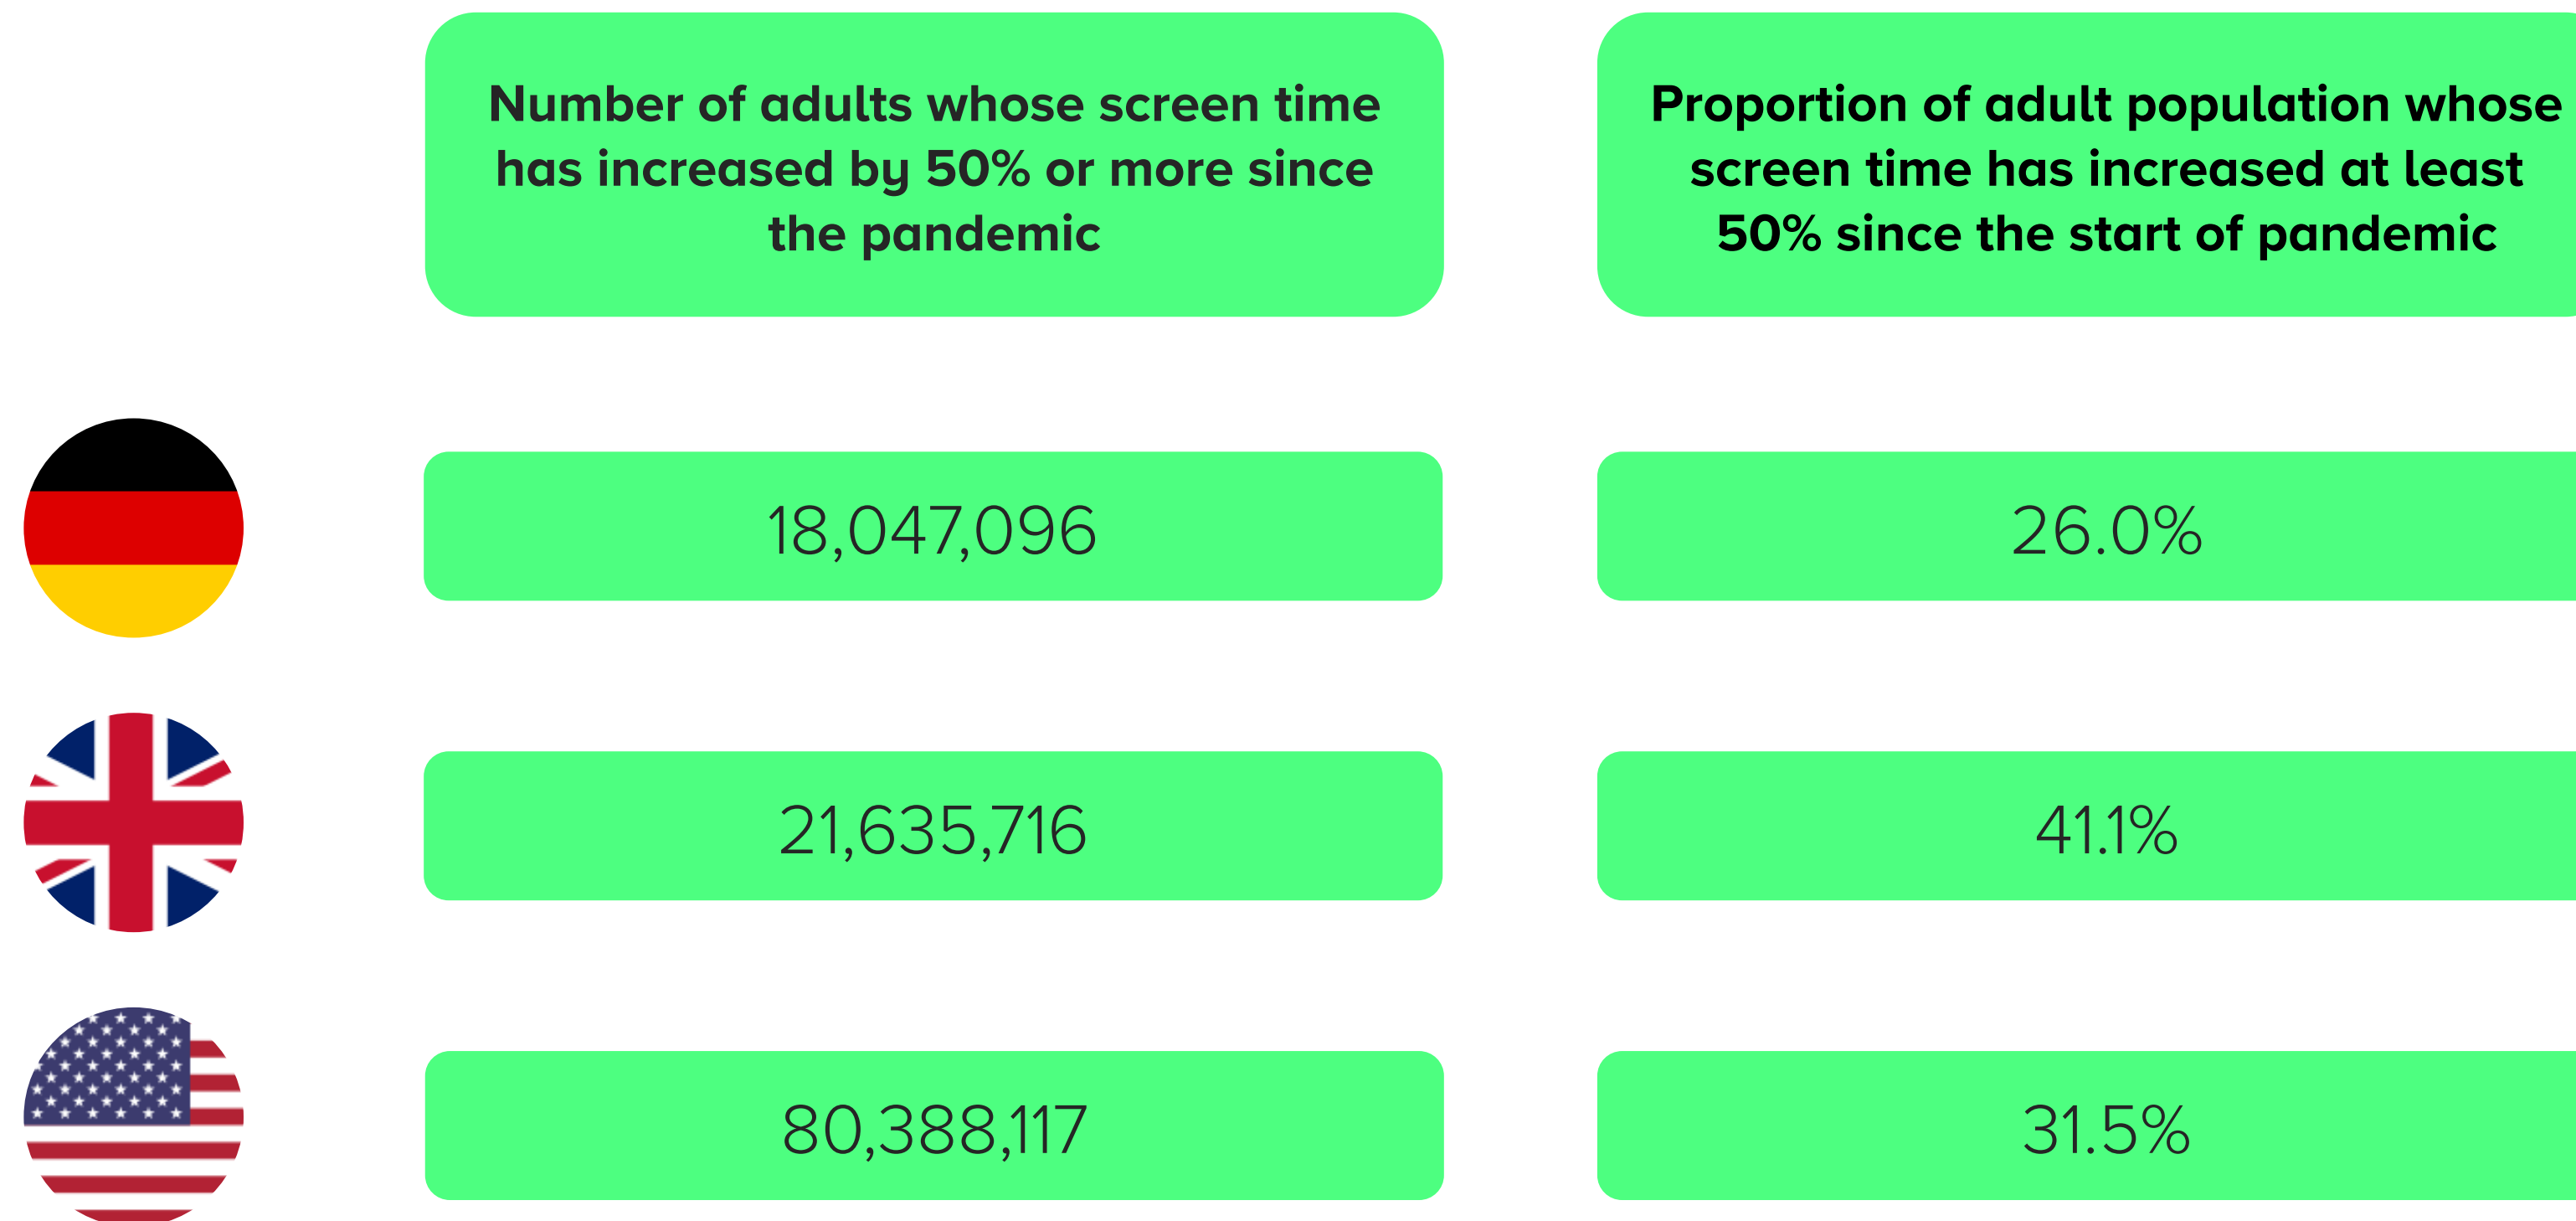 Number of adults whose screen time
has increased by 50% or more since
the pandemic
Proportion of adult population whose
screen time has increased at least
50% since the start of pandemic
18,047,096
26.0%
21,635,716
41.1%
80,388,117
31.5%